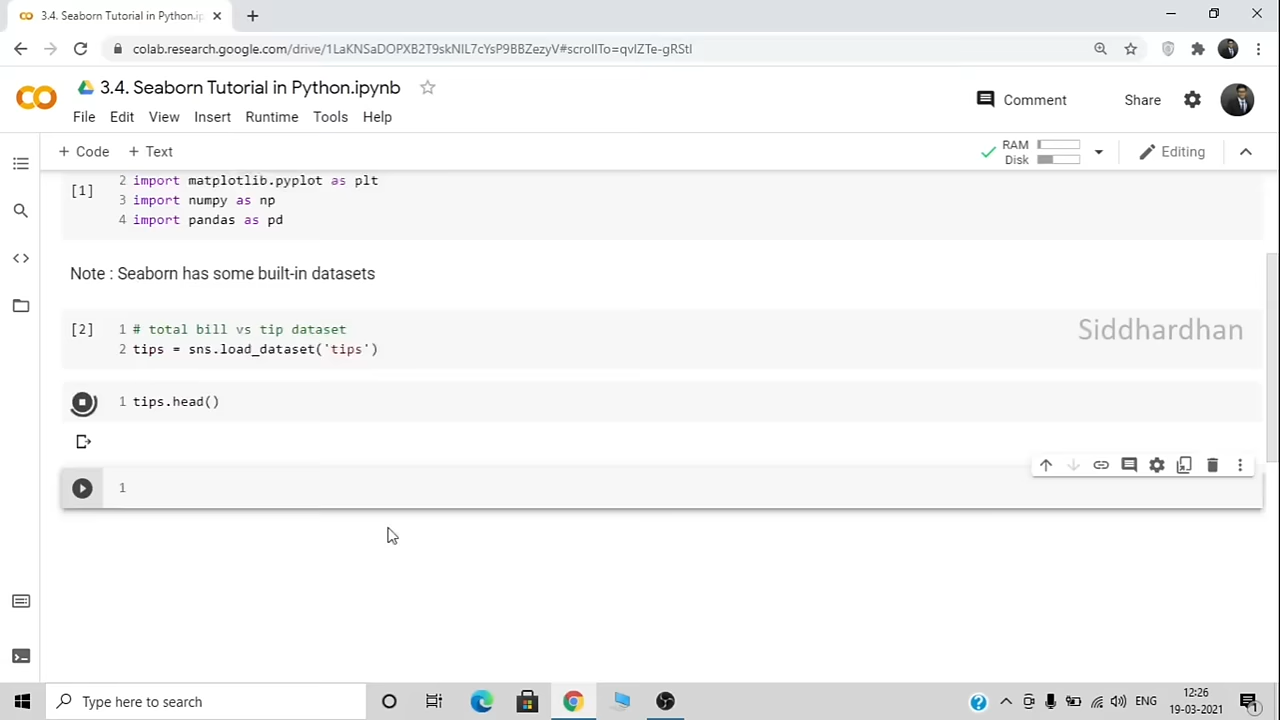 3.4. Seaborn Tutorial in Python.ip
colab.research.google.com/drive/1LaKNSaDOPXB2T9skNIL7cYsP9BBZezyV#scrollTo=qvlZTe-gRStl
3.4. Seaborn Tutorial in Python.ipynb
File Edit View Insert Runtime Tools Help
Comment Share
+ Code + Text
RAM
Disk
Editing
[1]
2 import matplotlib.pyplot as plt
3 import numpy as np
4 import pandas as pd
Note : Seaborn has some built-in datasets
[2] 1 # total bill vs tip dataset
2 tips = sns.load_dataset('tips')
Siddhardhan
1 tips.head()
1
Type here to search
ENG
12:26
19-03-2021
1